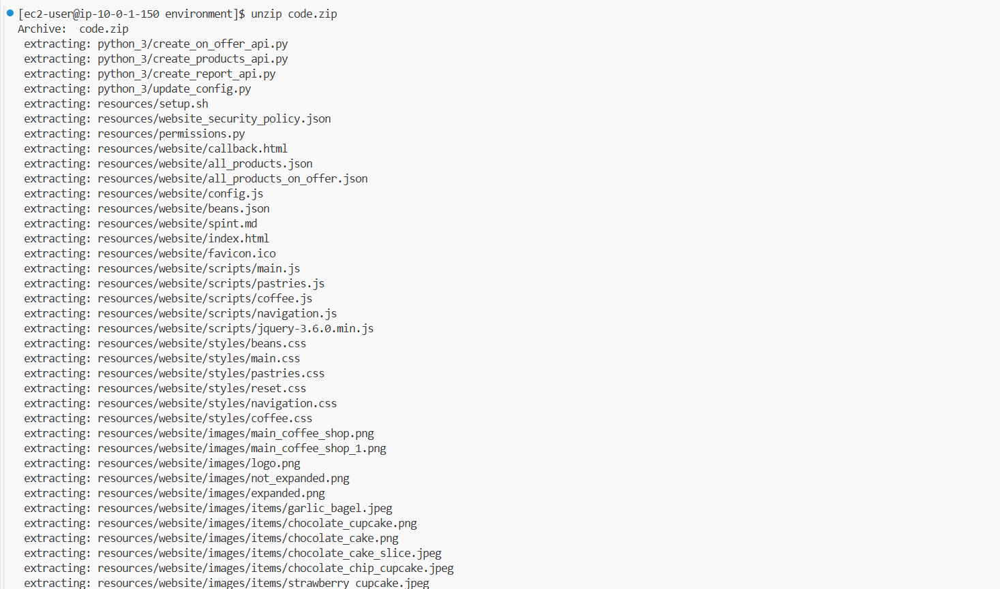 [ec2-user@ip-10-0-1-150 environment]$ unzip code.zip
Archive:  code.zip
 extracting: python_3/create_on_offer_api.py
 extracting: python_3/create_products_api.py
 extracting: python_3/create_report_api.py
 extracting: python_3/update_config.py
 extracting: resources/setup.sh
 extracting: resources/website_security_policy.json
 extracting: resources/permissions.py
 extracting: resources/website/callback.html
 extracting: resources/website/all_products.json
 extracting: resources/website/all_products_on_offer.json
 extracting: resources/website/config.js
 extracting: resources/website/beans.json
 extracting: resources/website/spint.md
 extracting: resources/website/index.html
 extracting: resources/website/favicon.ico
 extracting: resources/website/scripts/main.js
 extracting: resources/website/scripts/pastries.js
 extracting: resources/website/scripts/coffee.js
 extracting: resources/website/scripts/navigation.js
 extracting: resources/website/scripts/jquery-3.6.0.min.js
 extracting: resources/website/styles/beans.css
 extracting: resources/website/styles/main.css
 extracting: resources/website/styles/pastries.css
 extracting: resources/website/styles/reset.css
 extracting: resources/website/styles/navigation.css
 extracting: resources/website/styles/coffee.css
 extracting: resources/website/images/main_coffee_shop.png
 extracting: resources/website/images/main_coffee_shop_1.png
 extracting: resources/website/images/logo.png
 extracting: resources/website/images/not_expanded.png
 extracting: resources/website/images/expanded.png
 extracting: resources/website/images/items/garlic_bagel.jpeg
 extracting: resources/website/images/items/chocolate_cupcake.png
 extracting: resources/website/images/items/chocolate_cake.png
 extracting: resources/website/images/items/chocolate_cake_slice.jpeg
 extracting: resources/website/images/items/chocolate_chip_cupcake.jpeg
 extracting: resources/website/images/items/strawberry_cupcake.jpeg